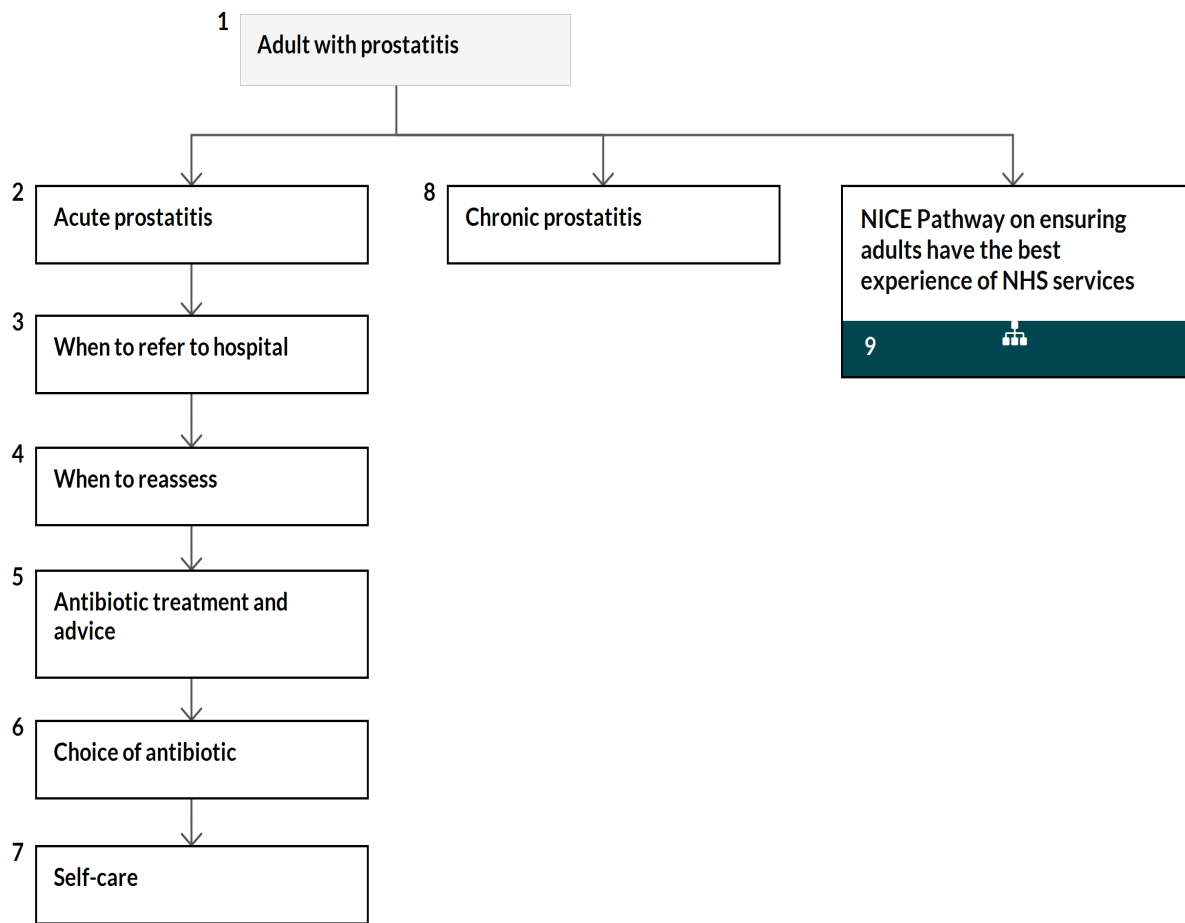 1
Adult with prostatitis
2
Acute prostatitis
8
Chronic prostatitis
NICE Pathway on ensuring
adults have the best
experience of NHS services
9
3
When to refer to hospital
4
When to reassess
5
Antibiotic treatment and
advice
6
Choice of antibiotic
7
Self-care